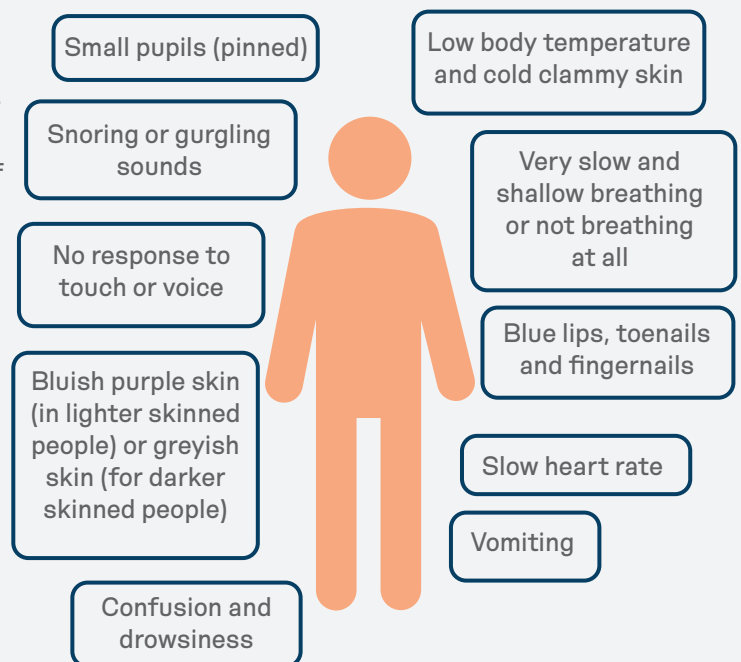 Small pupils (pinned)
Snoring or gurgling
sounds
No response to
touch or voice
Bluish purple skin
(in lighter skinned
people) or greyish
skin (for darker
skinned people)
Confusion and
drowsiness
Low body temperature
and cold clammy skin
Very slow and
shallow breathing
or not breathing
at all
Blue lips, toenails
and fingernails
Slow heart rate
Vomiting